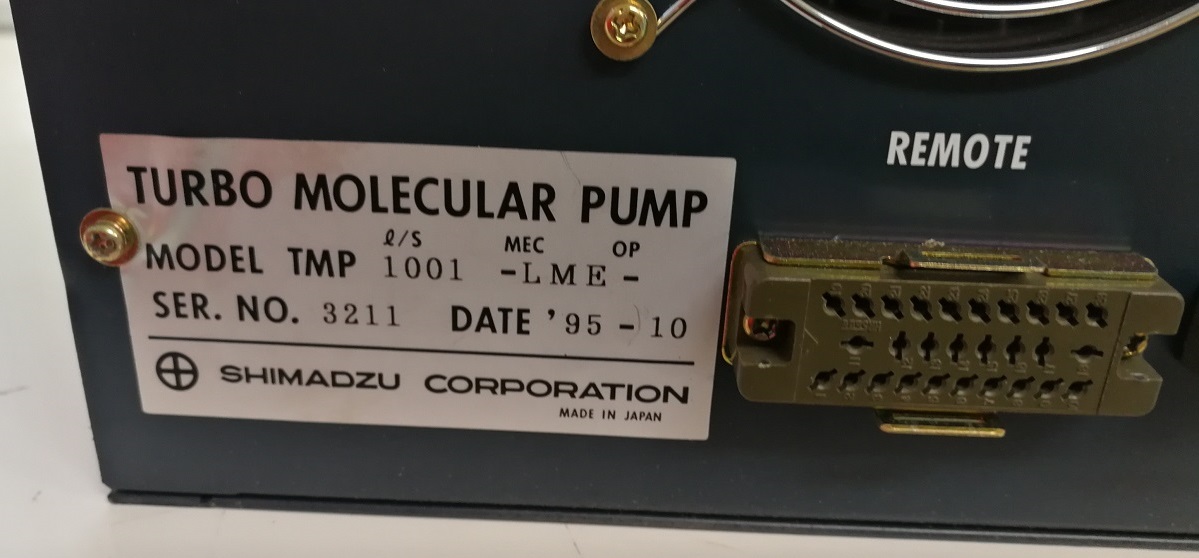 REMOTE
TURBO MOLECULAR PUMP
ℓ/S MEC OP
MODEL TMP 1001 -LME-
SER. NO. 3211 DATE '95-10
SHIMADZU CORPORATION
MADE IN JAPAN